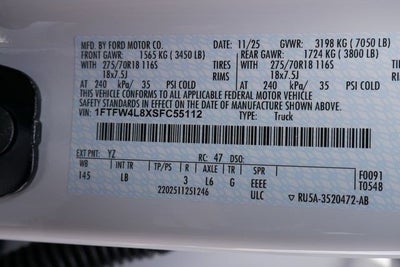 MFD. BY FORD MOTOR CO. DATE: 11/25 GVWR: 3198 KG ( 7050 LB)
FRONT GAWR: 1565 KG ( 3450 LB) REAR GAWR: 1724 KG ( 3800 LB)
WITH 275/70R18 116S TIRES WITH 275/70R18 116S TIRES
18x7.5J RIMS 18x7.5J RIMS
AT 240 kPa/ 35 PSI COLD AT 240 kPa/ 35 PSI COLD
THIS VEHICLE CONFORMS TO ALL APPLICABLE FEDERAL MOTOR VEHICLE
SAFETY STANDARDS IN EFFECT ON THE DATE OF MANUFACTURE SHOWN ABOVE.
VIN: 1FTFW4L8XSFC55112 TYPE: Truck
EXT PNT: YZ RC: 47 DSO:
WB INT TR TP/PS R AXLE TR SPR F0091
145 LB 3 L6 G EEEE T0548
2202511251246 ULC RU5A-3520472-AB